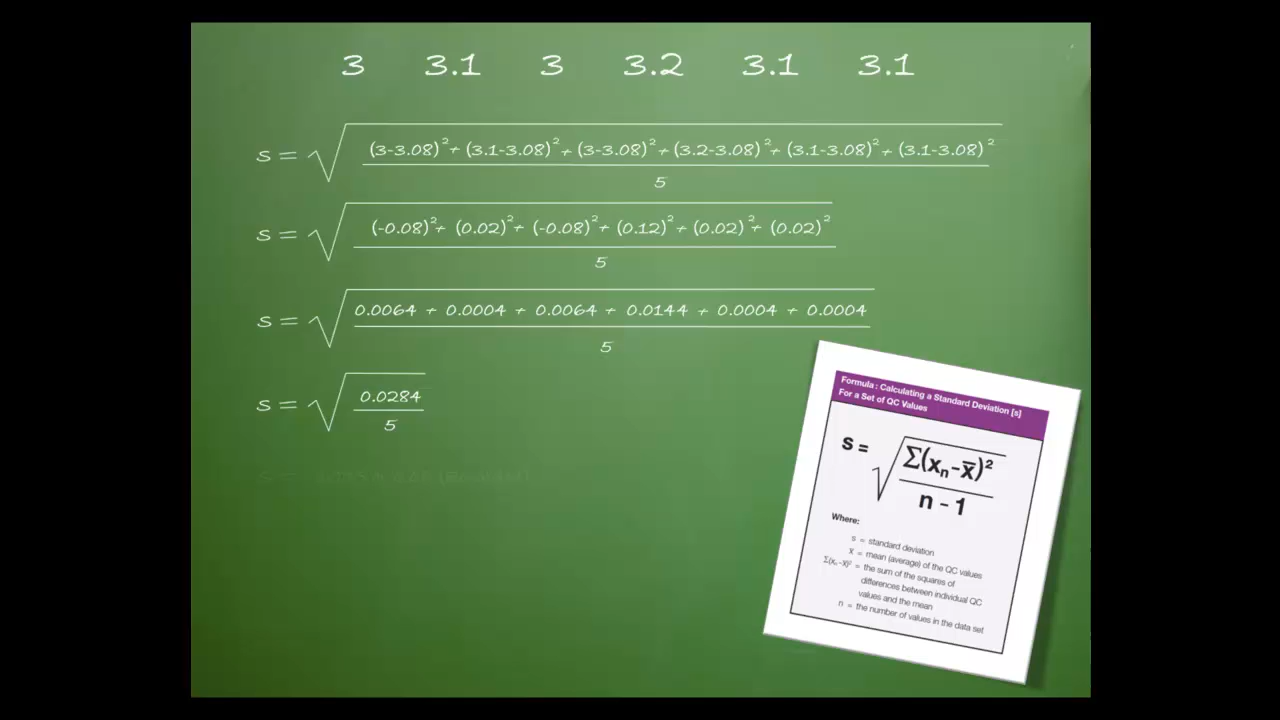 3 3.1 3 3.2 3.1 3.1
s = √ (3-3.08)² + (3.1-3.08)² + (3-3.08)² + (3.2-3.08)² + (3.1-3.08)² + (3.1-3.08)²
5
s = √ (-0.08)² + (0.02)² + (-0.08)² + (0.12)² + (0.02)² + (0.02)²
5
s = √ 0.0064 + 0.0004 + 0.0064 + 0.0144 + 0.0004 + 0.0004
5
s = √ 0.0284
5
Formula : Calculating a Standard Deviation [s]
For a Set of QC Values
s = √ Σ(xₙ-x̄)²
n - 1
Where:
s = standard deviation
x̄ = mean (average) of the QC values
Σ(xₙ-x̄)² = the sum of the squares of
differences between individual QC
values and the mean
n = the number of values in the data set